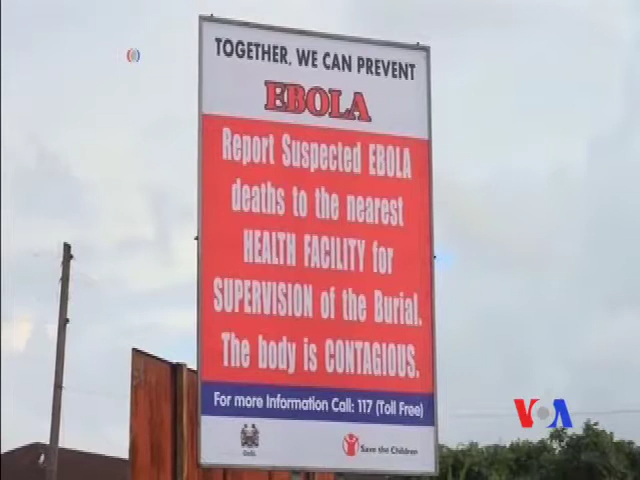 TOGETHER, WE CAN PREVENT
EBOLA
Report Suspected EBOLA
deaths to the nearest
HEALTH FACILITY for
SUPERVISION of the Burial.
The body is CONTAGIOUS.
For more Information Call: 117 (Toll Free)
GoSL
Save the Children
VOA